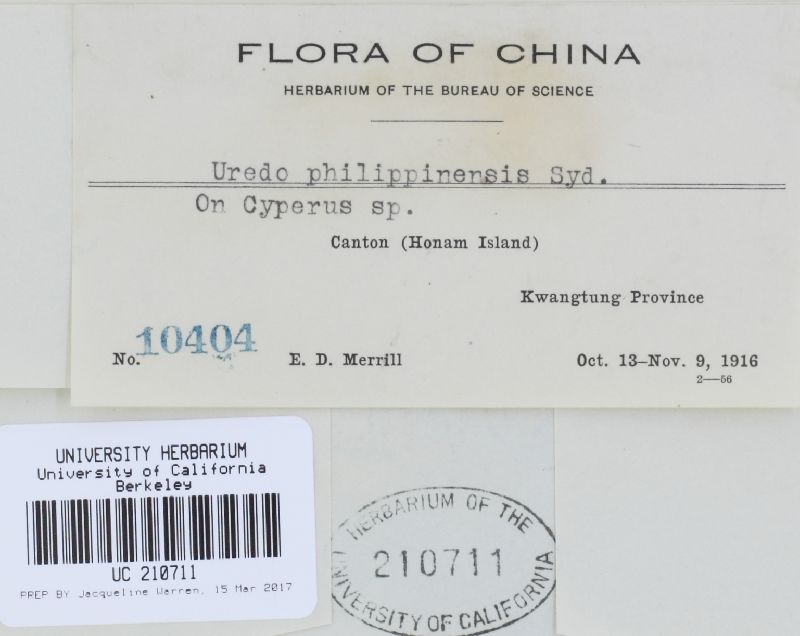 FLORA OF CHINA
HERBARIUM OF THE BUREAU OF SCIENCE
Uredo philippinensis Syd.
On Cyperus sp.
Canton (Honam Island)
Kwangtung Province
No. 10404 E. D. Merrill Oct. 13–Nov. 9, 1916
2—56
UNIVERSITY HERBARIUM
University of California
Berkeley
UC 210711
PREP BY Jacqueline Warren, 15 Mar 2017
HERBARIUM OF THE
210711
UNIVERSITY OF CALIFORNIA